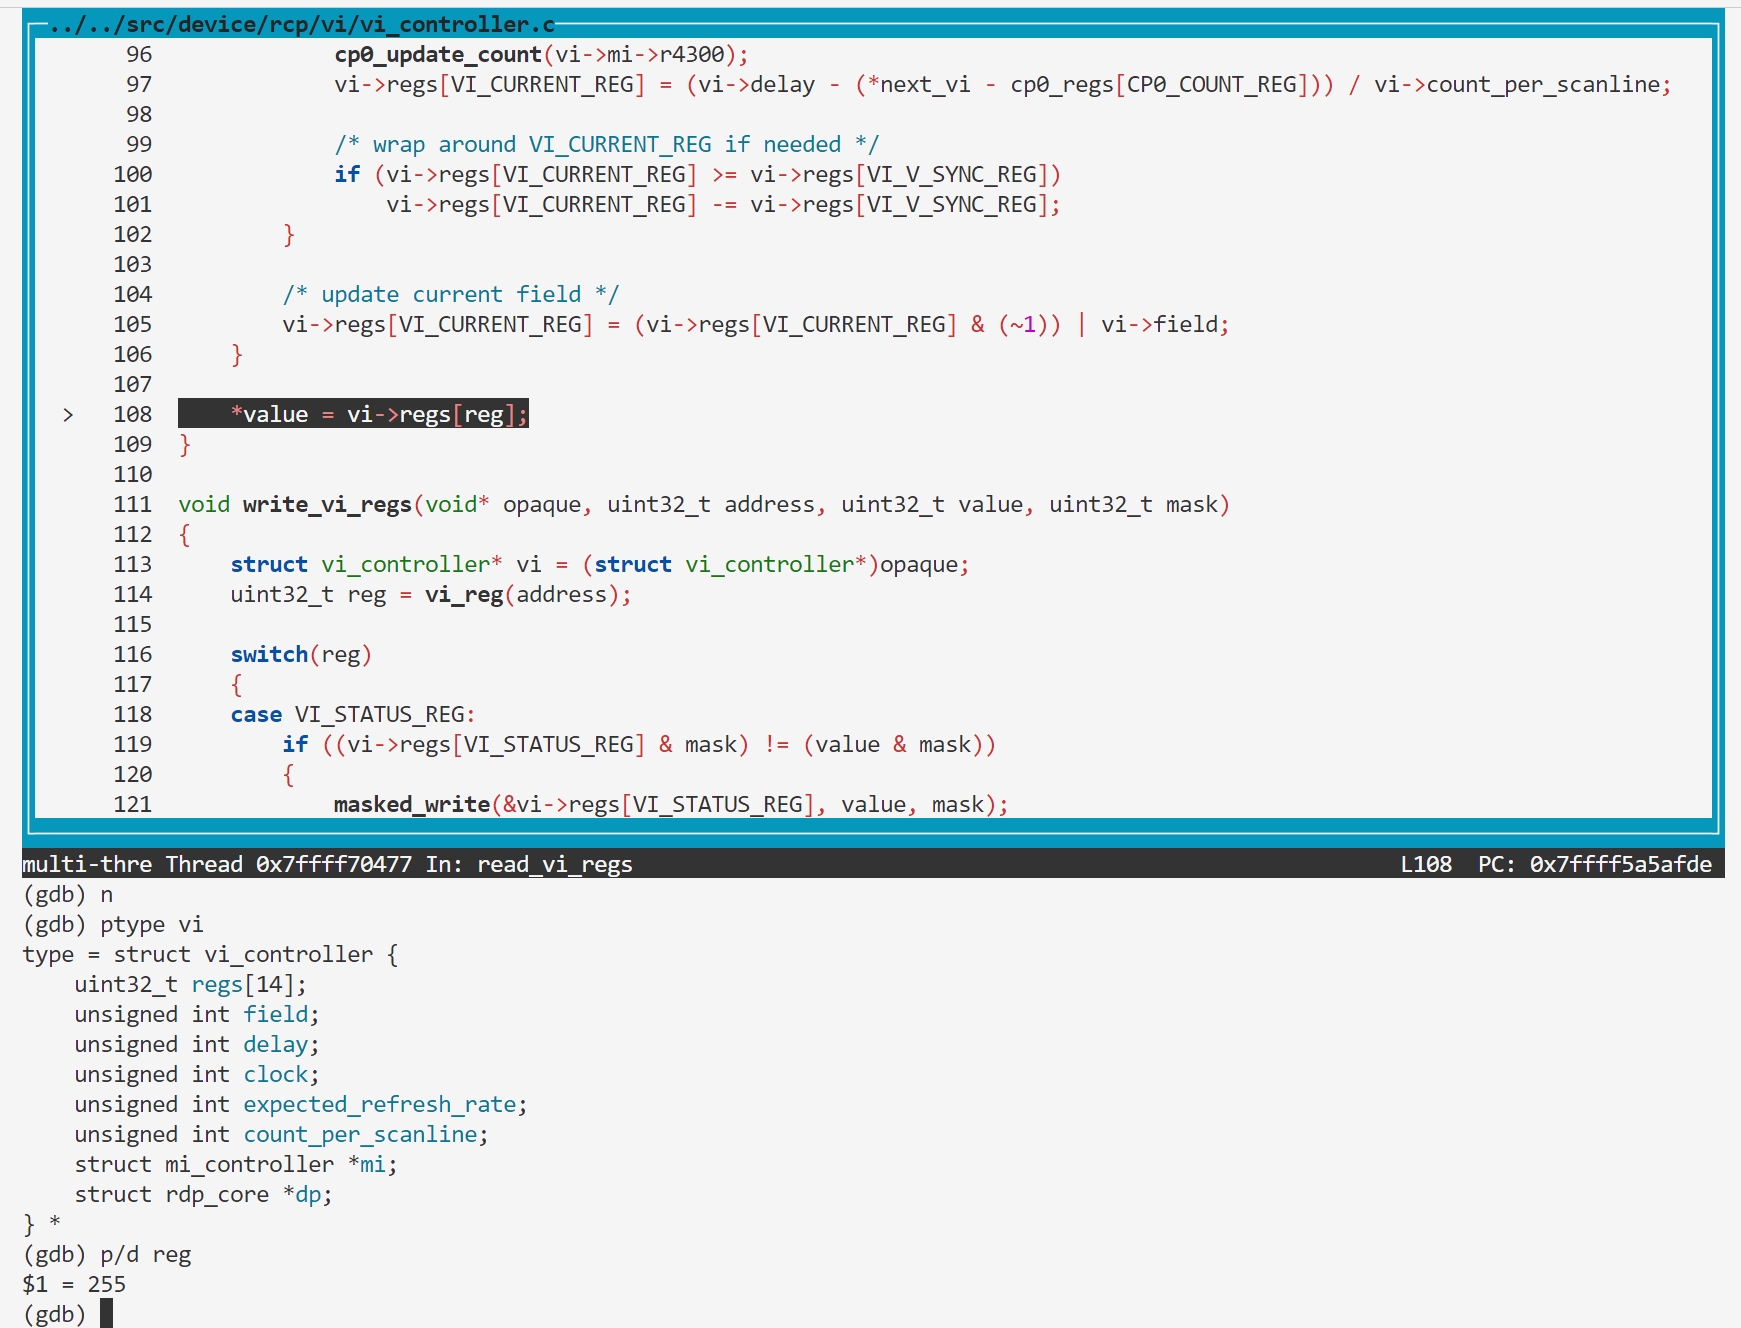 ../../src/device/rcp/vi/vi_controller.c
96              cp0_update_count(vi->mi->r4300);
97              vi->regs[VI_CURRENT_REG] = (vi->delay - (*next_vi - cp0_regs[CP0_COUNT_REG])) / vi->count_per_scanline;
98
99              /* wrap around VI_CURRENT_REG if needed */
100             if (vi->regs[VI_CURRENT_REG] >= vi->regs[VI_V_SYNC_REG])
101                 vi->regs[VI_CURRENT_REG] -= vi->regs[VI_V_SYNC_REG];
102         }
103
104         /* update current field */
105         vi->regs[VI_CURRENT_REG] = (vi->regs[VI_CURRENT_REG] & (~1)) | vi->field;
106     }
107
> 108     *value = vi->regs[reg];
109 }
110
111 void write_vi_regs(void* opaque, uint32_t address, uint32_t value, uint32_t mask)
112 {
113     struct vi_controller* vi = (struct vi_controller*)opaque;
114     uint32_t reg = vi_reg(address);
115
116     switch(reg)
117     {
118     case VI_STATUS_REG:
119         if ((vi->regs[VI_STATUS_REG] & mask) != (value & mask))
120         {
121             masked_write(&vi->regs[VI_STATUS_REG], value, mask);
multi-thre Thread 0x7ffff70477 In: read_vi_regs L108 PC: 0x7ffff5a5afde
(gdb) n
(gdb) ptype vi
type = struct vi_controller {
    uint32_t regs[14];
    unsigned int field;
    unsigned int delay;
    unsigned int clock;
    unsigned int expected_refresh_rate;
    unsigned int count_per_scanline;
    struct mi_controller *mi;
    struct rdp_core *dp;
} *
(gdb) p/d reg
$1 = 255
(gdb)